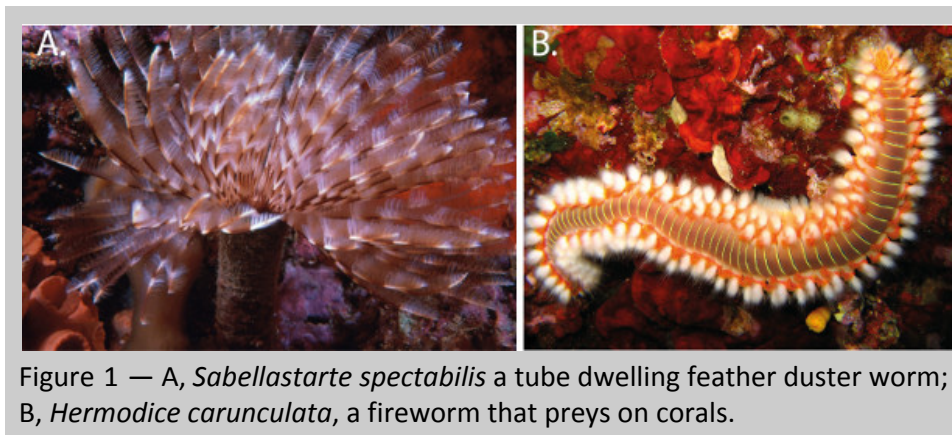 A.
B.
Figure 1 — A, Sabellastarte spectabilis a tube dwelling feather duster worm;
B, Hermodice carunculata, a fireworm that preys on corals.